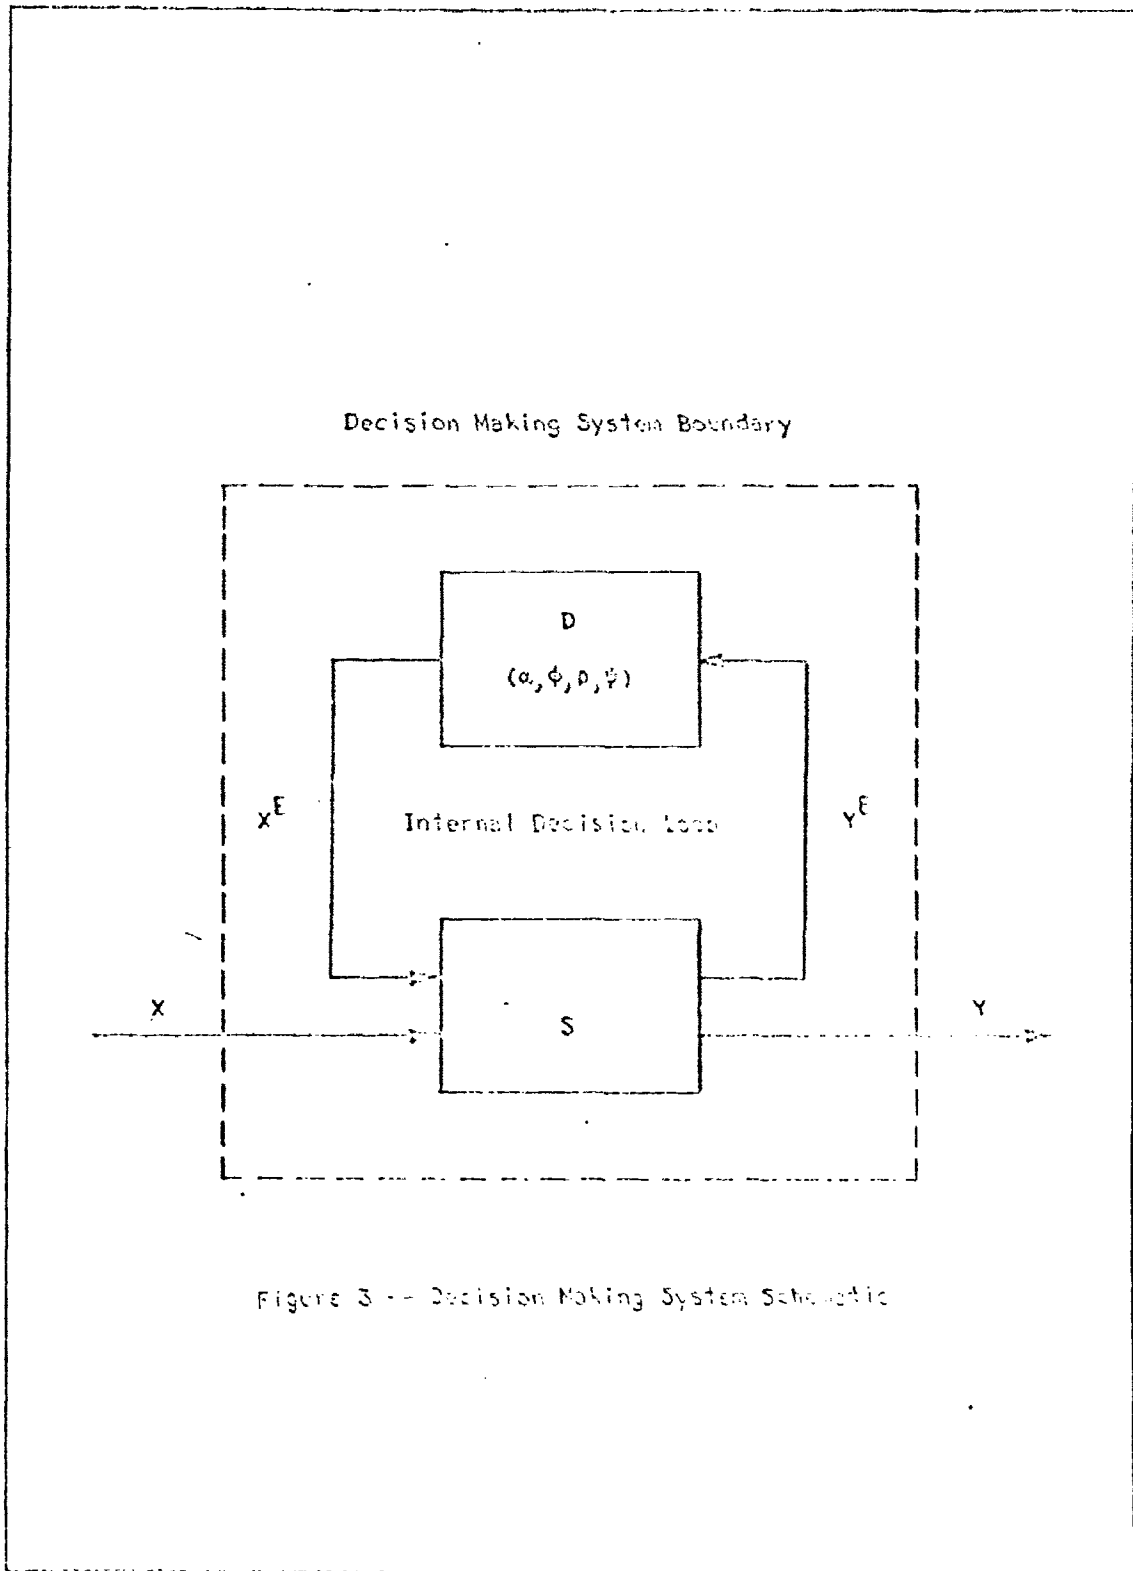 Decision Making System Boundary
D
(α, ϕ, ρ, ψ)
X^E
Internal Decision Loop
Y^E
X
S
Y
Figure 3 -- Decision Making System Schematic